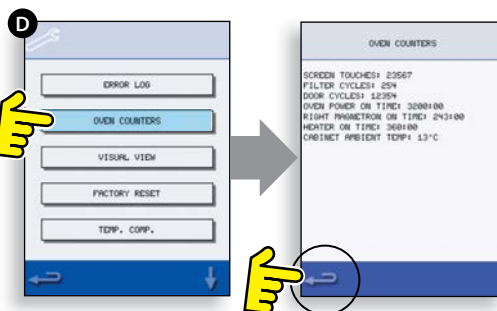 D
ERROR LOG
OVEN COUNTERS
VISUAL VIEW
FACTORY RESET
TEMP. COMP.
OVEN COUNTERS
SCREEN TOUCHES: 23567
FILTER CYCLES: 254
DOOR CYCLES: 12354
OVEN POWER ON TIME: 3200:00
RIGHT MAGNETRON ON TIME: 243:00
HEATER ON TIME: 360:00
CABINET AMBIENT TEMP: 13°C